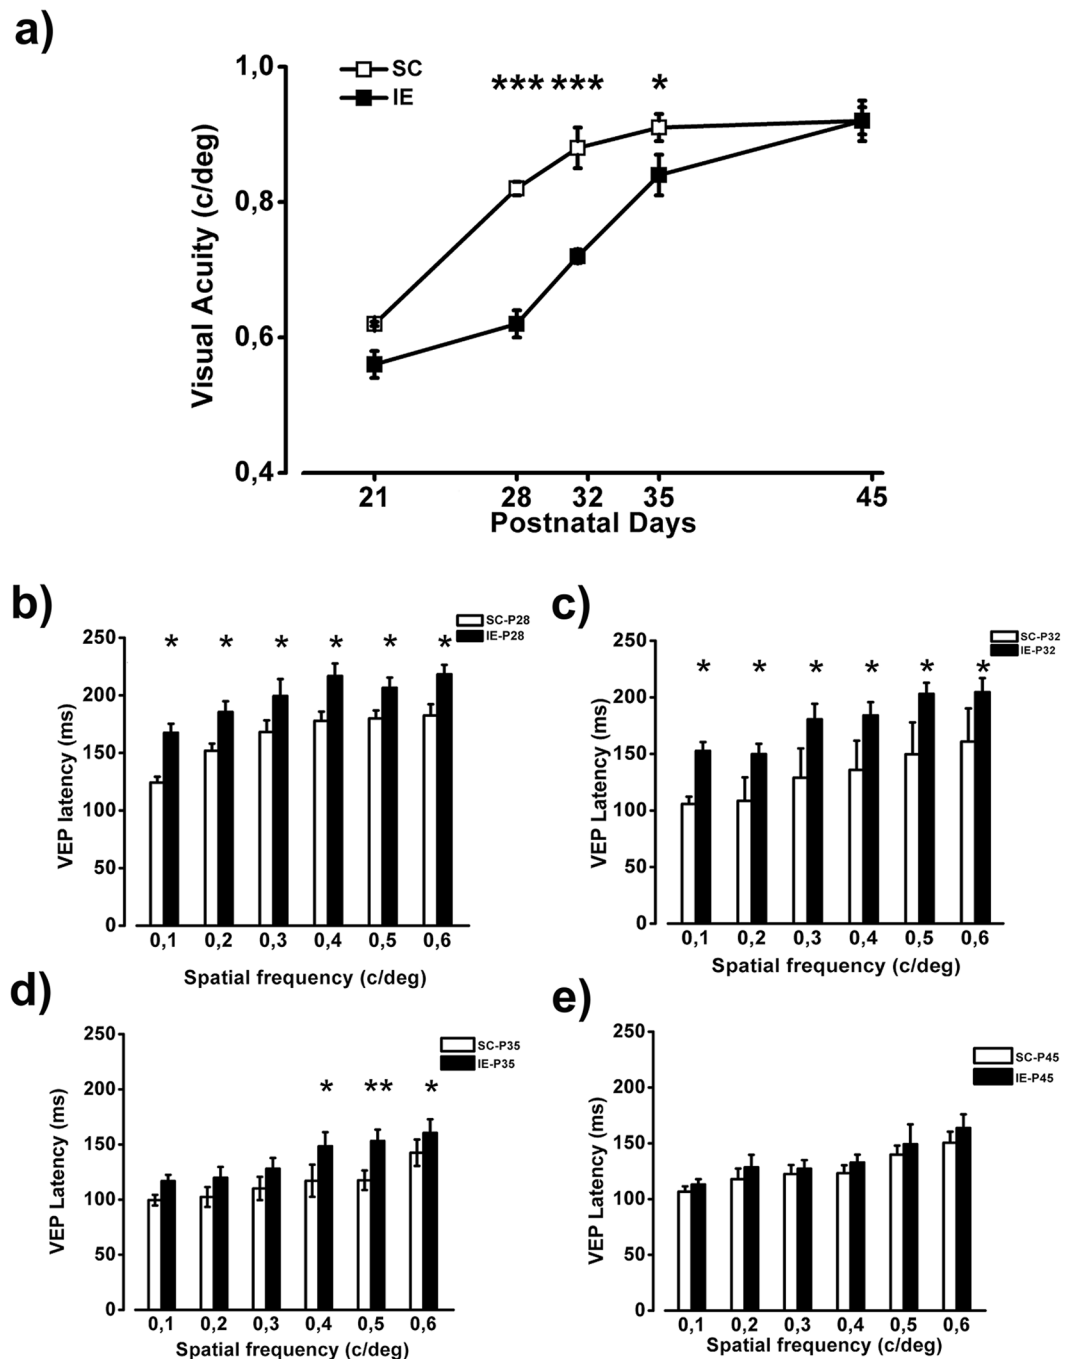 a)
1,0
0,8
0,6
0,4
Visual Acuity (c/deg)
SC
IE
*** *** *
21 28 32 35 45
Postnatal Days
b)
250
200
150
100
50
0
VEP latency (ms)
SC-P28
IE-P28
* * * * * *
0,1 0,2 0,3 0,4 0,5 0,6
Spatial frequency (c/deg)
c)
250
200
150
100
50
0
VEP Latency (ms)
SC-P32
IE-P32
* * * * * *
0,1 0,2 0,3 0,4 0,5 0,6
Spatial frequency (c/deg)
d)
250
200
150
100
50
0
VEP Latency (ms)
SC-P35
IE-P35
* ** *
0,1 0,2 0,3 0,4 0,5 0,6
Spatial frequency (c/deg)
e)
250
200
150
100
50
0
VEP Latency (ms)
SC-P45
IE-P45
0,1 0,2 0,3 0,4 0,5 0,6
Spatial frequency (c/deg)